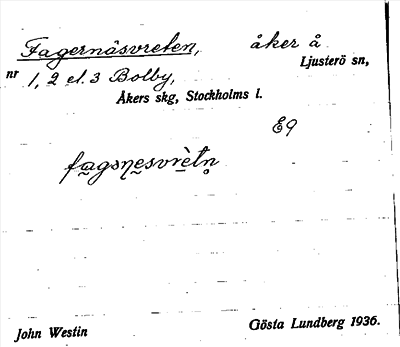 Fagernäsvreten, åker å
Ljusterö sn,
nr 1, 2 el. 3 Bolby,
Åkers skg, Stockholms l.
E9
John Westin
Gösta Lundberg 1936.